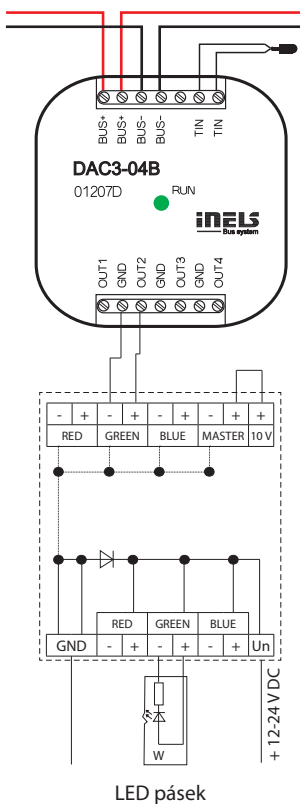 BUS+ BUS+ BUS- BUS- TIN TIN
DAC3-04B
01207D RUN
iNELS
Bus system
OUT1 GND OUT2 GND OUT3 GND OUT4
- + - + - + - + +
RED GREEN BLUE MASTER 10 V
RED GREEN BLUE
GND - + - + - + Un
W
+ 12-24 V DC
LED pásek